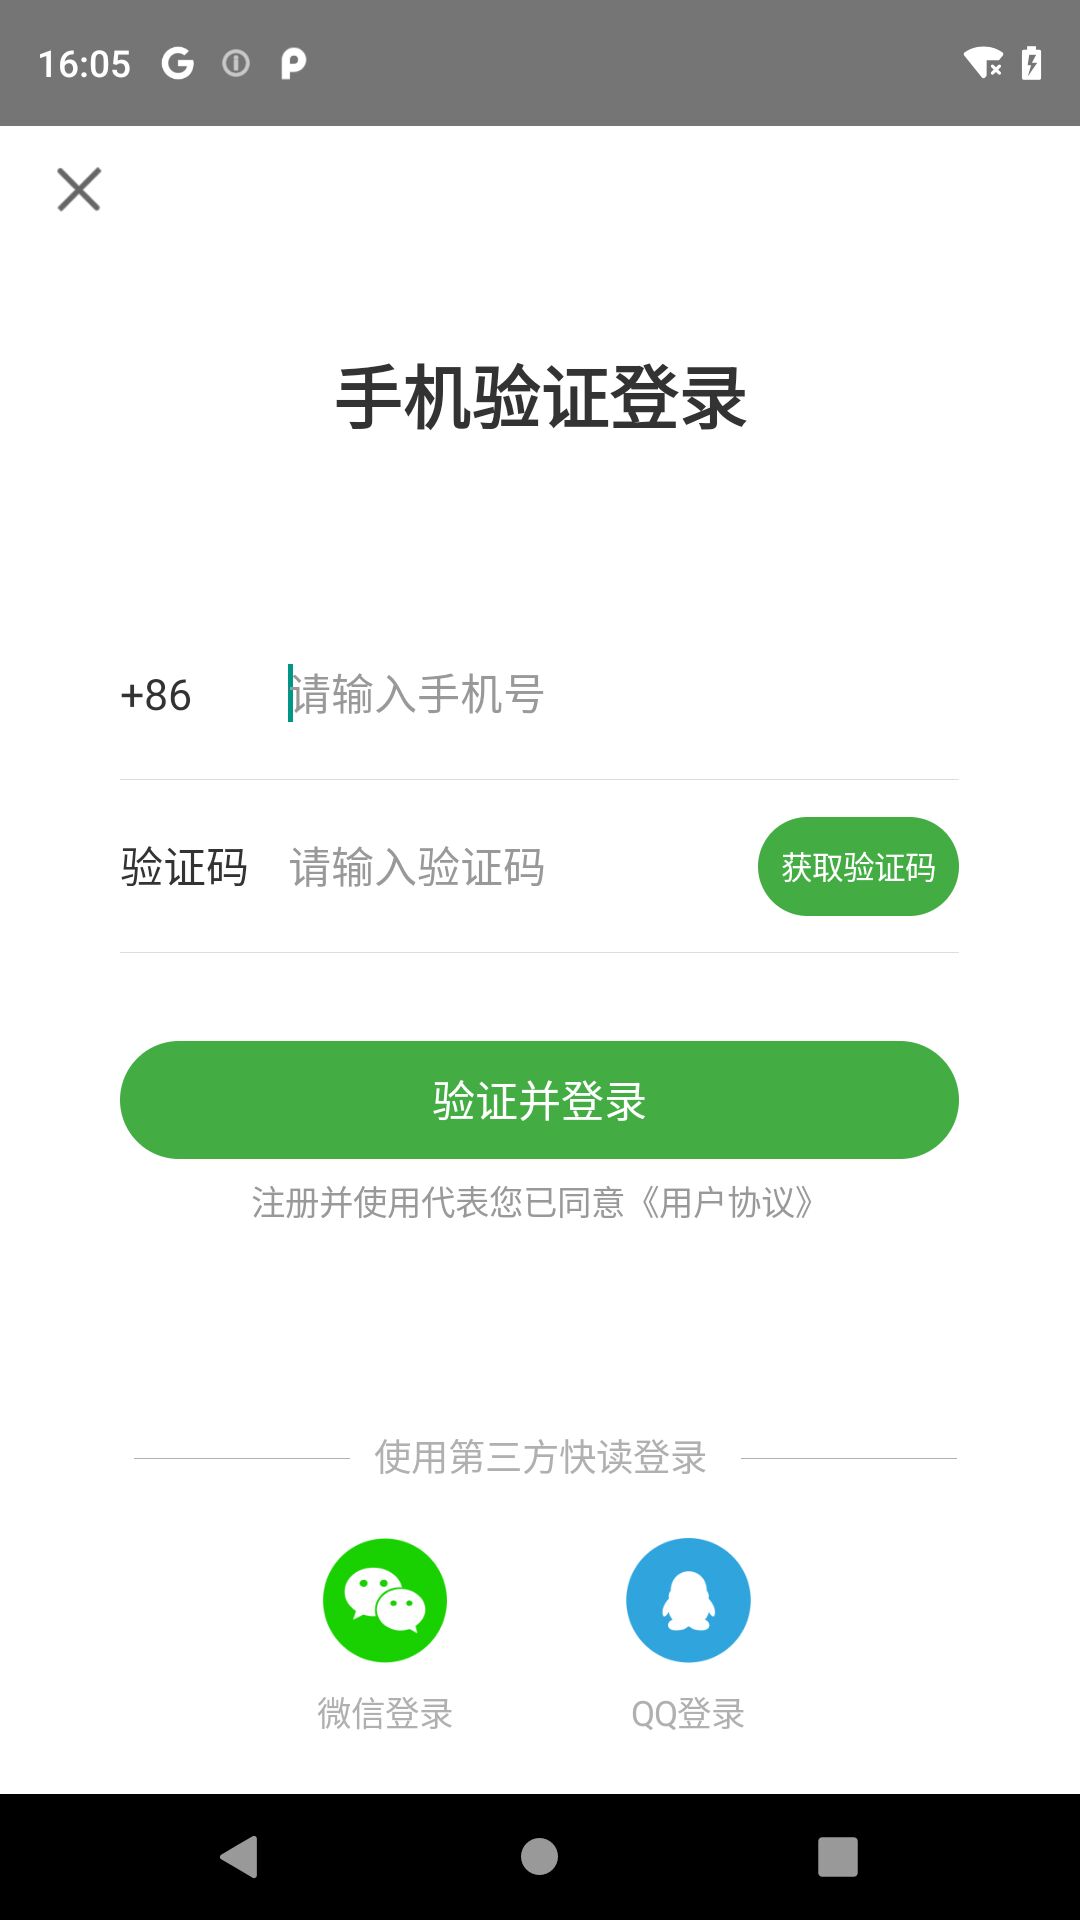 16:05
手机验证登录
+86 请输入手机号
验证码 请输入验证码 获取验证码
验证并登录
注册并使用代表您已同意《用户协议》
使用第三方快读登录
微信登录 QQ登录